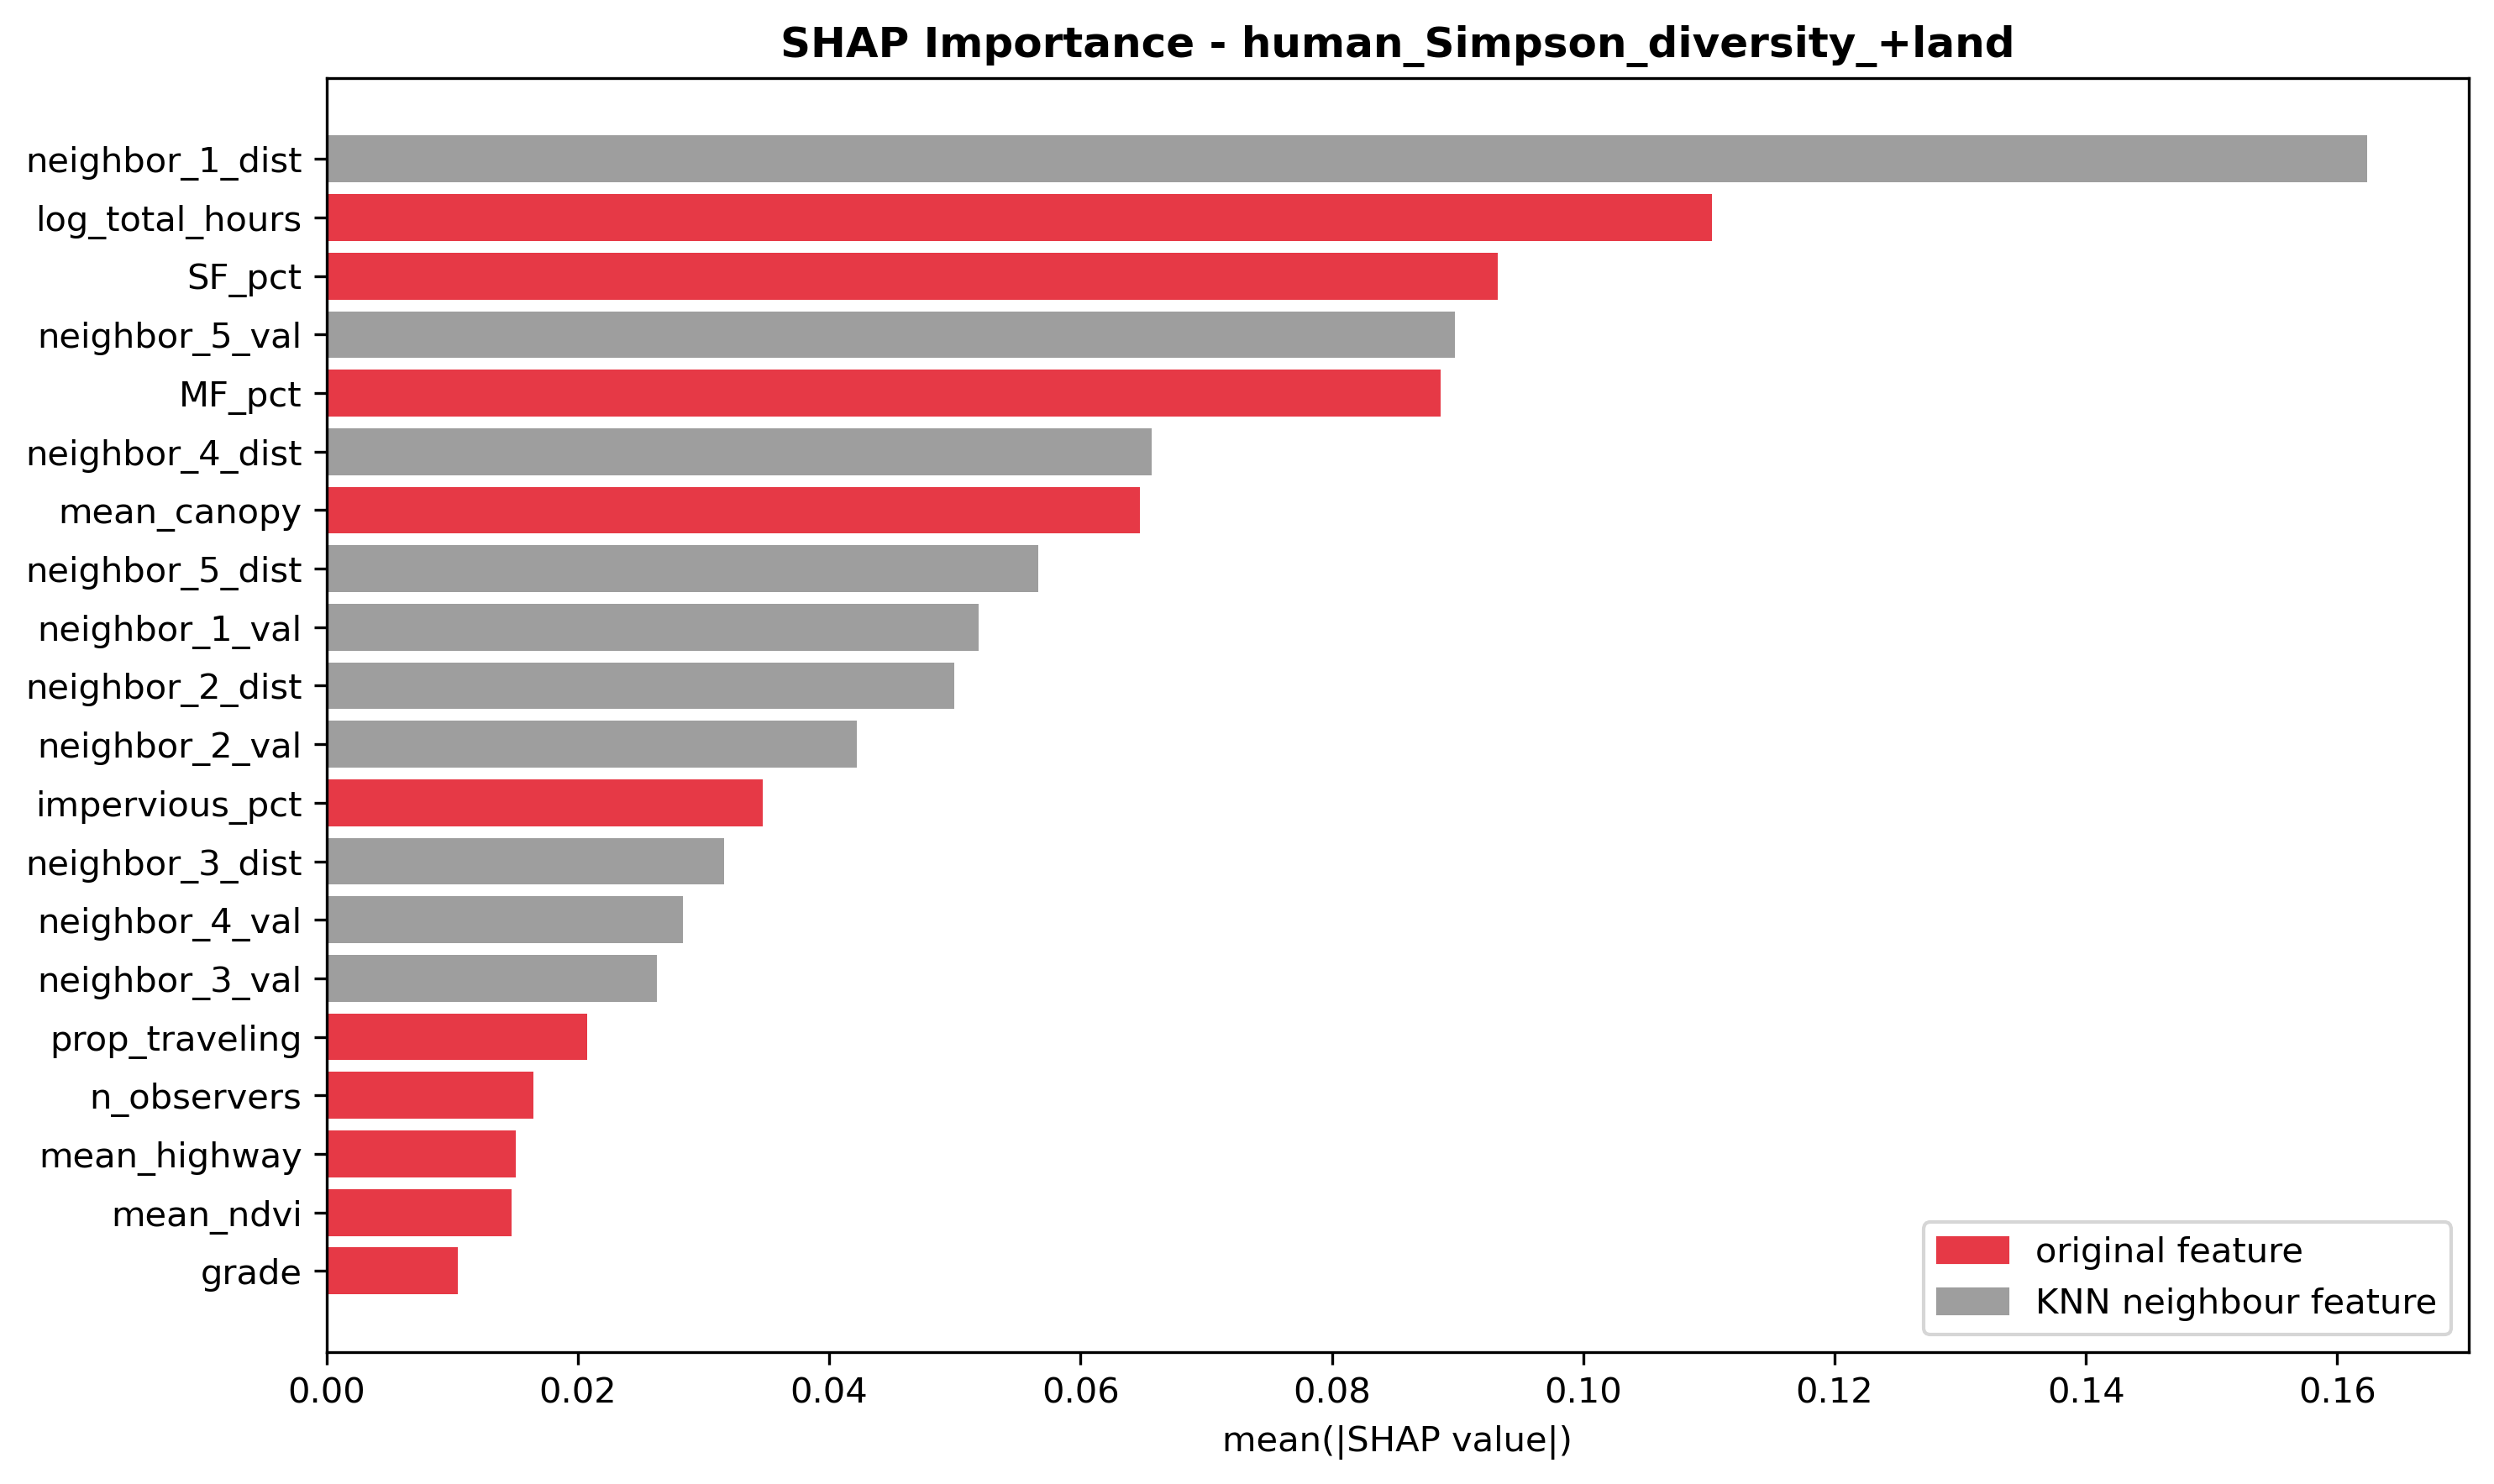 SHAP Importance - human_Simpson_diversity_+land
neighbor_1_dist
log_total_hours
SF_pct
neighbor_5_val
MF_pct
neighbor_4_dist
mean_canopy
neighbor_5_dist
neighbor_1_val
neighbor_2_dist
neighbor_2_val
impervious_pct
neighbor_3_dist
neighbor_4_val
neighbor_3_val
prop_traveling
n_observers
mean_highway
mean_ndvi
grade
original feature
KNN neighbour feature
0.00 0.02 0.04 0.06 0.08 0.10 0.12 0.14 0.16
mean(|SHAP value|)